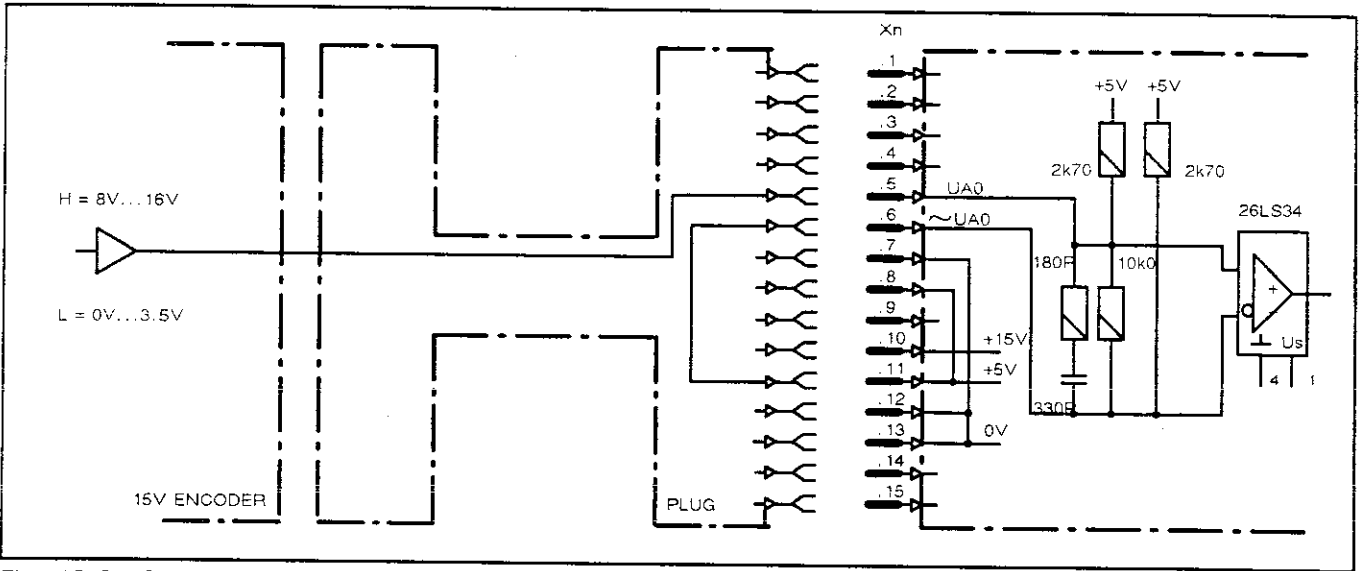 Xn
.1
.2
.3
.4
.5
.6
.7
.8
.9
.10
.11
.12
.13
.14
.15
H = 8V...16V
L = 0V...3.5V
15V ENCODER
PLUG
UA0
~UA0
+15V
+5V
0V
+5V +5V
2k70 2k70
180R 10k0
330P
26LS34
+
Us
4 1